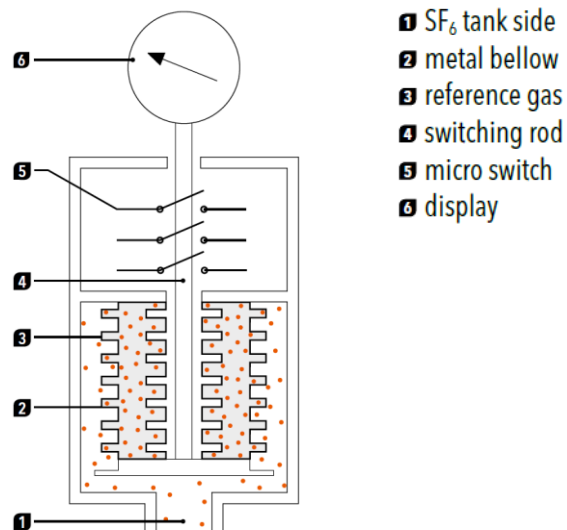 6
5
4
3
2
1
1 SF₆ tank side
2 metal bellow
3 reference gas
4 switching rod
5 micro switch
6 display